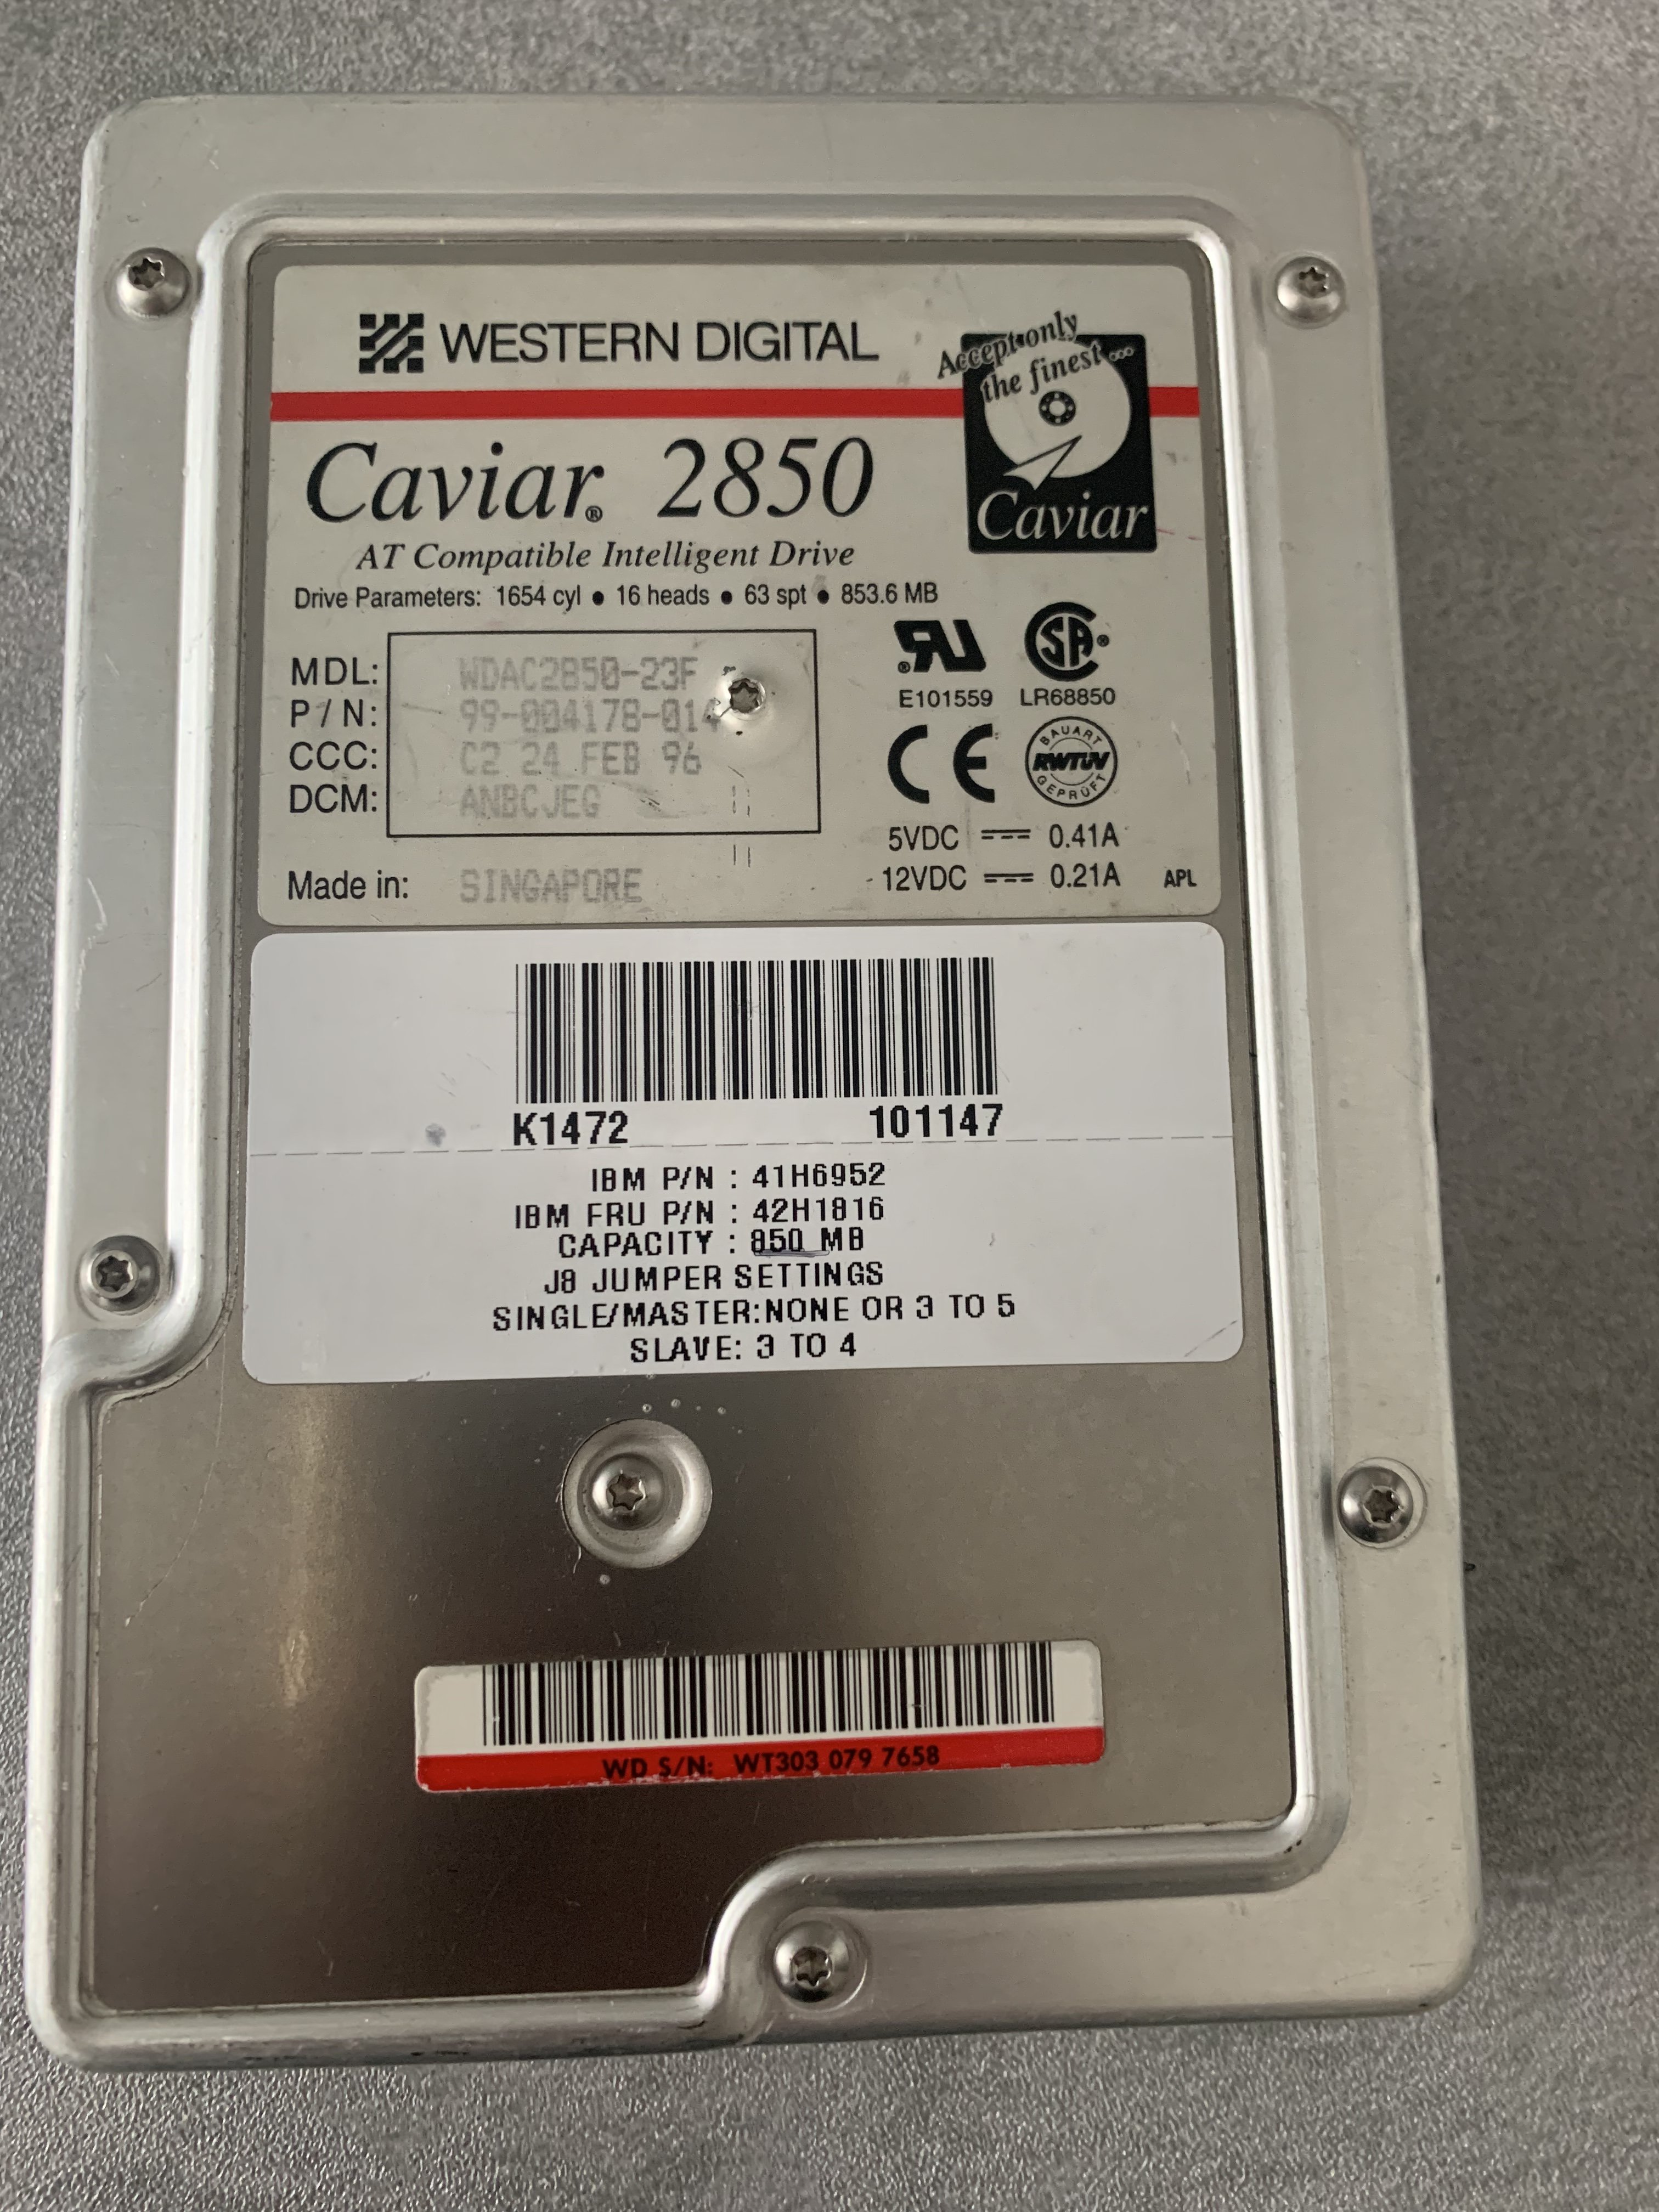 WESTERN DIGITAL
Accept only
the finest ...
Caviar® 2850
Caviar
AT Compatible Intelligent Drive
Drive Parameters: 1654 cyl ● 16 heads ● 63 spt ● 853.6 MB
MDL: WDAC2850-23F
P / N: 99-004178-014
CCC: C2 24 FEB 96
DCM: ANBCJEG
Made in: SINGAPORE
RU ®
SA ®
E101559 LR68850
CE
BAUART
RWTÜV
GEPRÜFT
5VDC 0.41A
12VDC 0.21A APL
K1472 101147
IBM P/N : 41H6952
IBM FRU P/N : 42H1816
CAPACITY : 850 MB
J8 JUMPER SETTINGS
SINGLE/MASTER:NONE OR 3 TO 5
SLAVE: 3 TO 4
WD S/N: WT303 079 7658